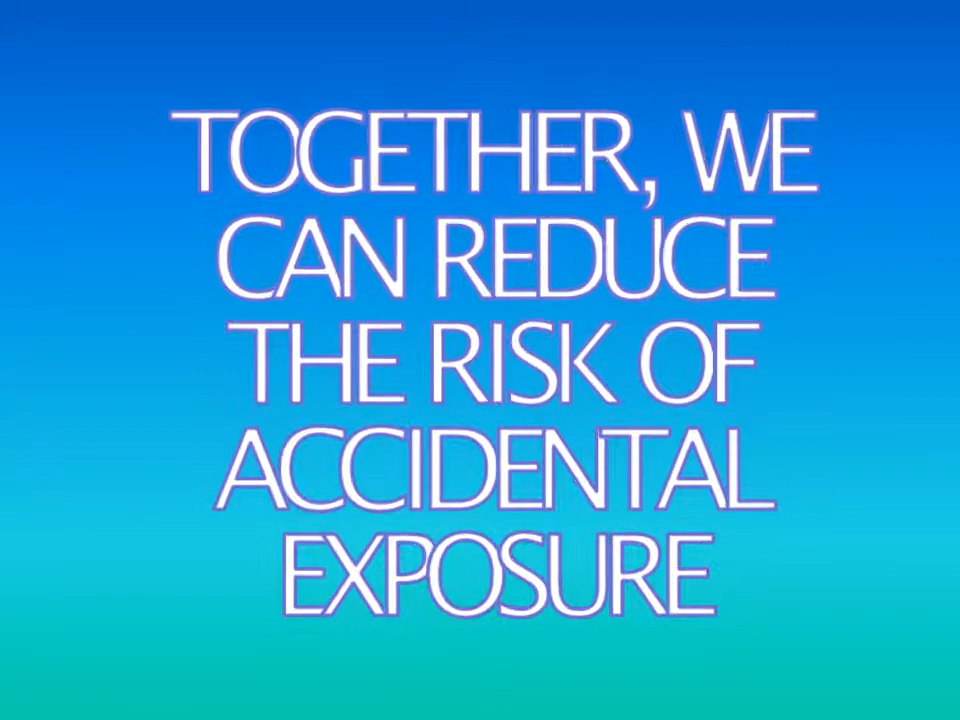 TOGETHER, WE
CAN REDUCE
THE RISK OF
ACCIDENTAL
EXPOSURE